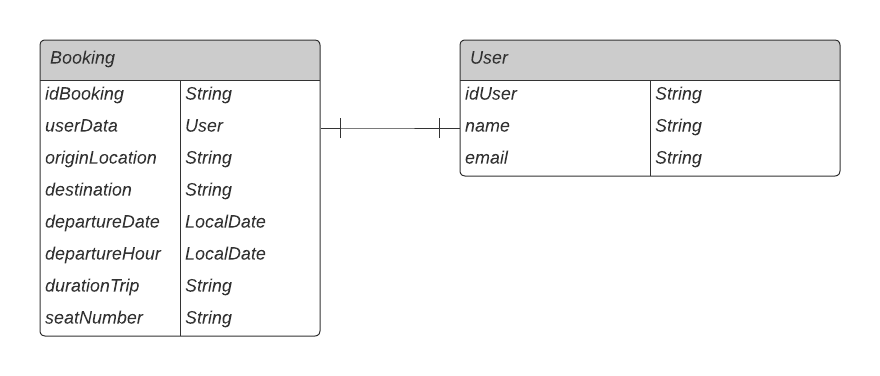 Booking
idBooking String
userData User
originLocation String
destination String
departureDate LocalDate
departureHour LocalDate
durationTrip String
seatNumber String
User
idUser String
name String
email String